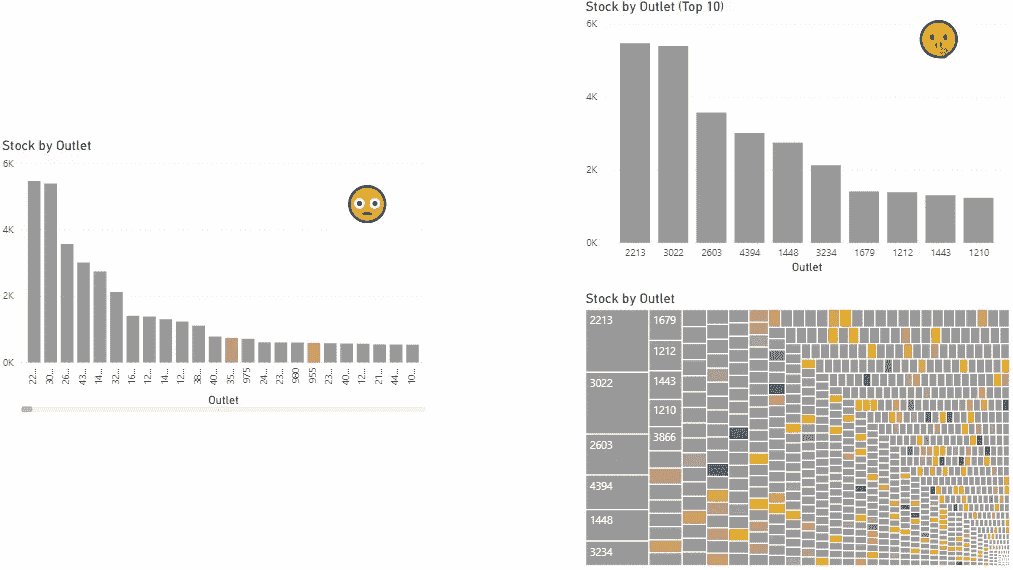 Stock by Outlet
6K
4K
2K
0K
22...
30...
26...
43...
14...
32...
16...
12...
14...
12...
38...
40...
35...
975
24...
23...
980
955
23...
40...
12...
21...
44...
10...
Outlet
Stock by Outlet (Top 10)
6K
4K
2K
0K
2213 3022 2603 4394 1448 3234 1679 1212 1443 1210
Outlet
Stock by Outlet
2213
3022
2603
4394
1448
3234
1679
1212
1443
1210
3866